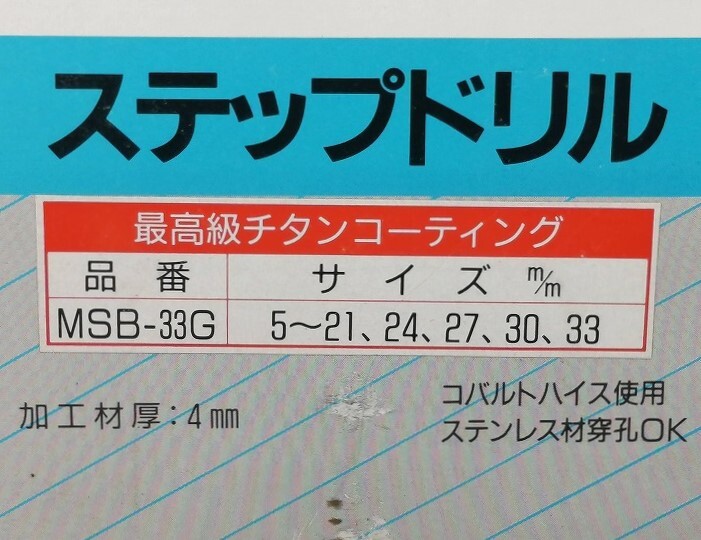 ステップドリル
最高級チタンコーティング
品番 サイズ m/m
MSB-33G 5〜21、24、27、30、33
加工材厚:4mm
コバルトハイス使用
ステンレス材穿孔OK